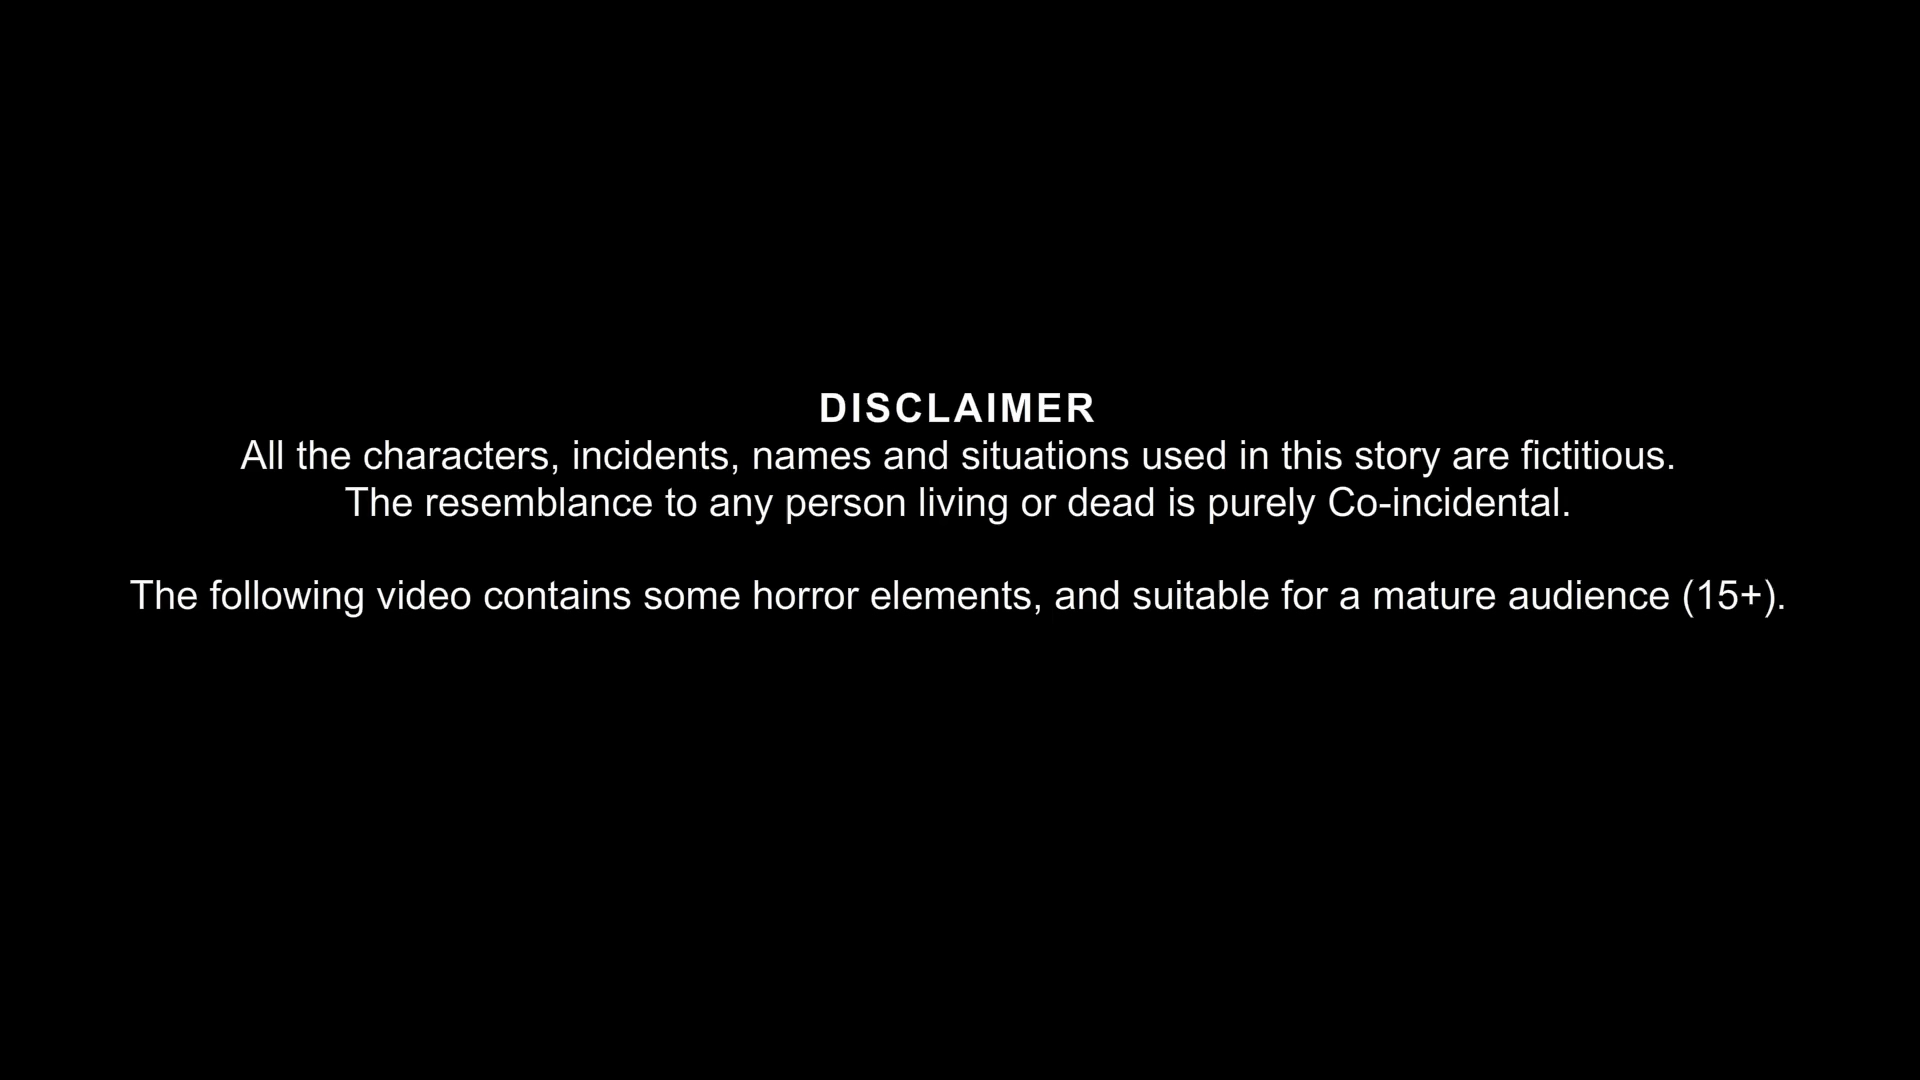 DISCLAIMER
All the characters, incidents, names and situations used in this story are fictitious.
The resemblance to any person living or dead is purely Co-incidental.
The following video contains some horror elements, and suitable for a mature audience (15+).